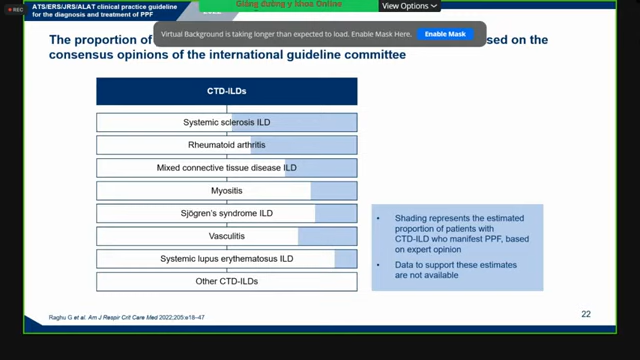 REC
ATS/ERS/JRS/ALAT clinical practice guideline
for the diagnosis and treatment of PPF
Giảng đường y khoa Online
View Options
Virtual Background is taking longer than expected to load. Enable Mask Here.
Enable Mask
The proportion of
sed on the
consensus opinions of the international guideline committee
CTD-ILDs
Systemic sclerosis ILD
Rheumatoid arthritis
Mixed connective tissue disease ILD
Myositis
Sjögren's syndrome ILD
Vasculitis
Systemic lupus erythematosus ILD
Other CTD-ILDs
• Shading represents the estimated
proportion of patients with
CTD-ILD who manifest PPF, based
on expert opinion
• Data to support these estimates
are not available
Raghu G et al. Am J Respir Crit Care Med 2022;205:e18–47
22